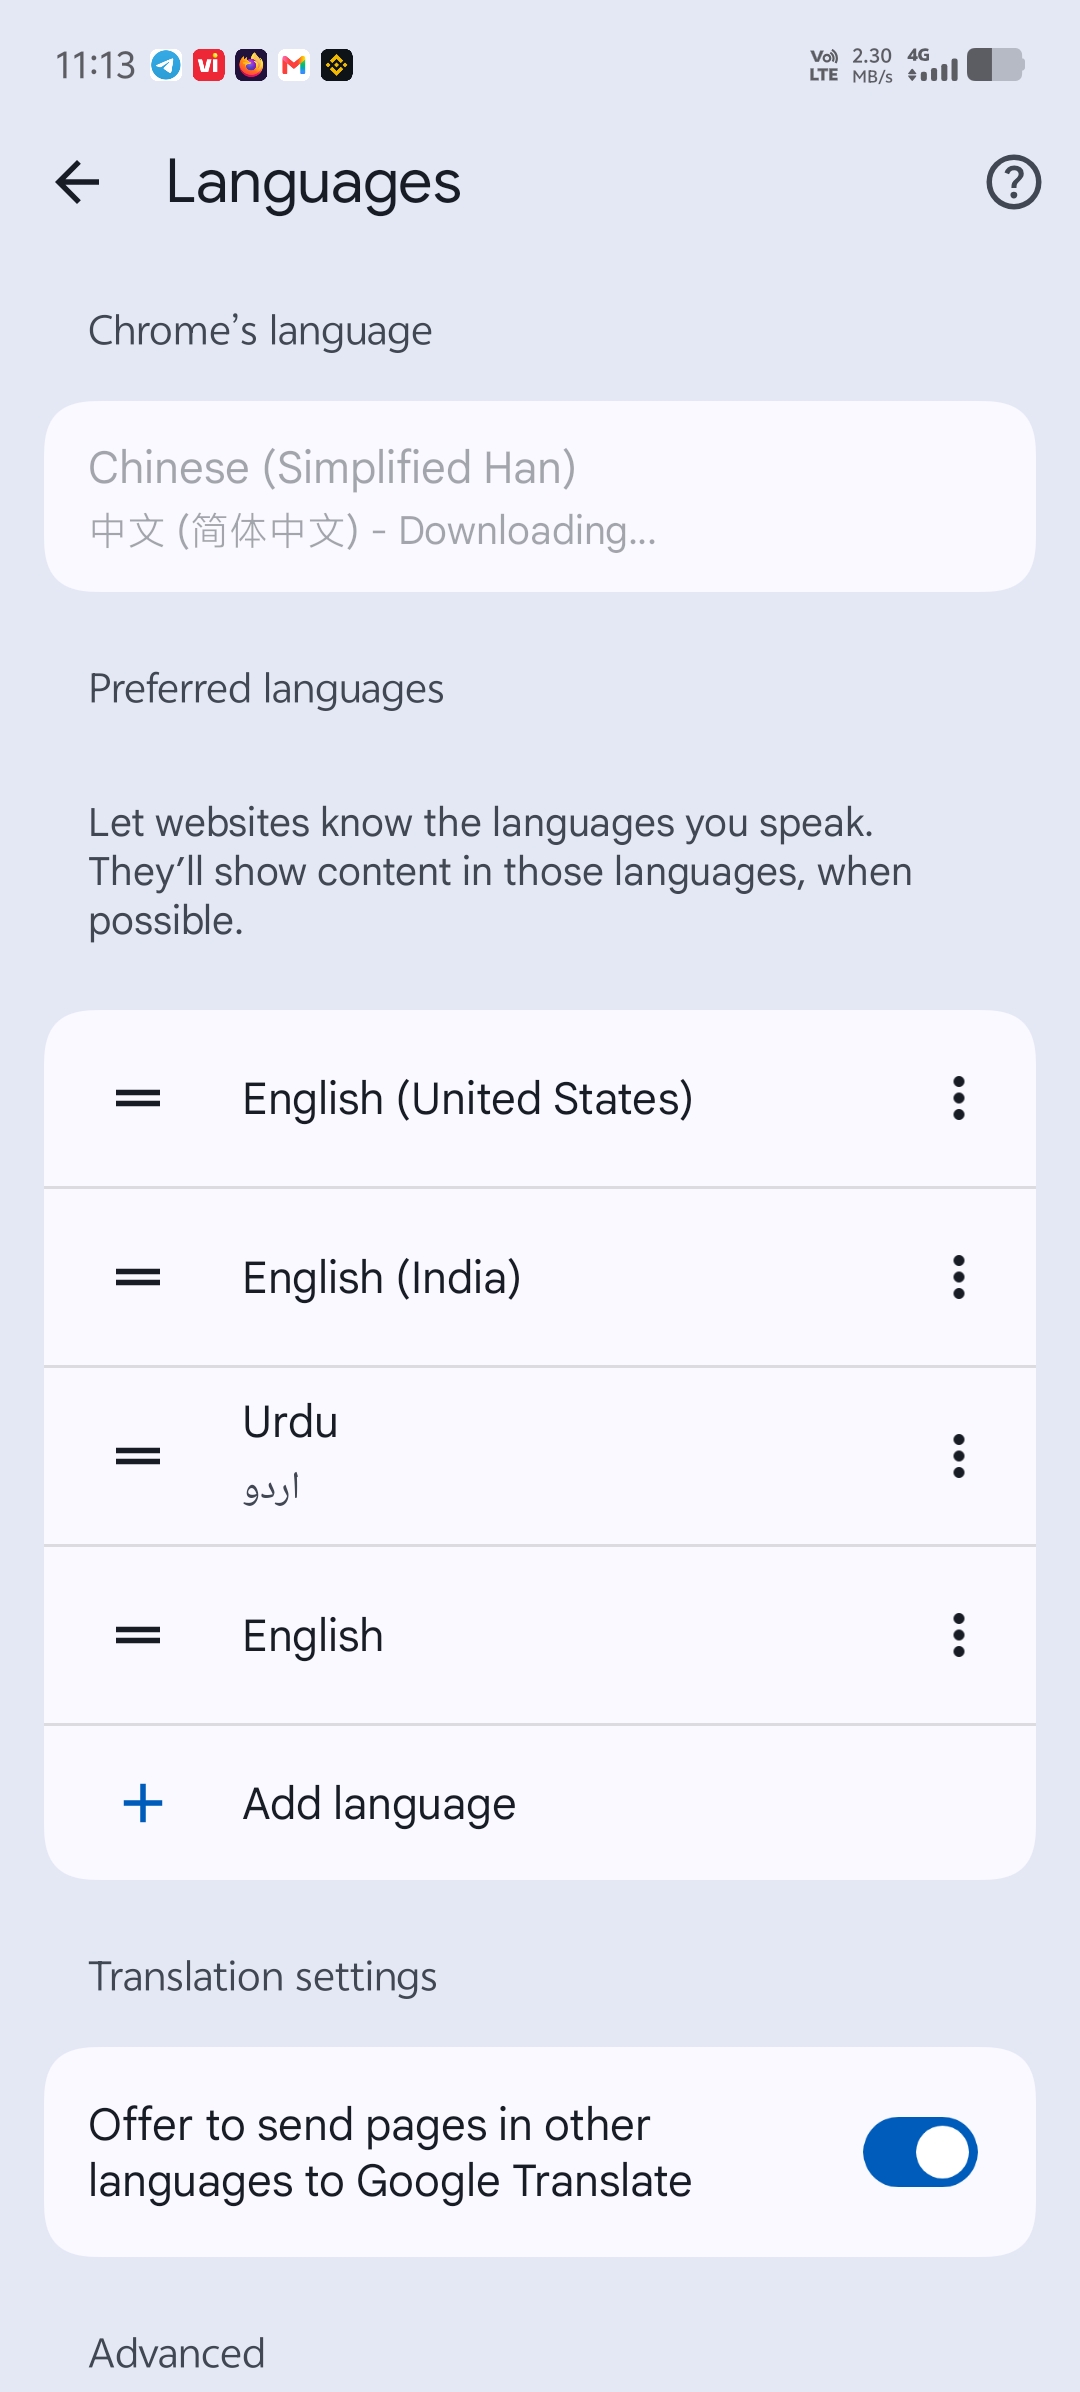 11:13
vi
Vo)) LTE
2.30 MB/s
4G
Languages
Chrome’s language
Chinese (Simplified Han)
中文 (简体中文) – Downloading...
Preferred languages
Let websites know the languages you speak.
They’ll show content in those languages, when
possible.
English (United States)
English (India)
Urdu
اردو
English
Add language
Translation settings
Offer to send pages in other
languages to Google Translate
Advanced